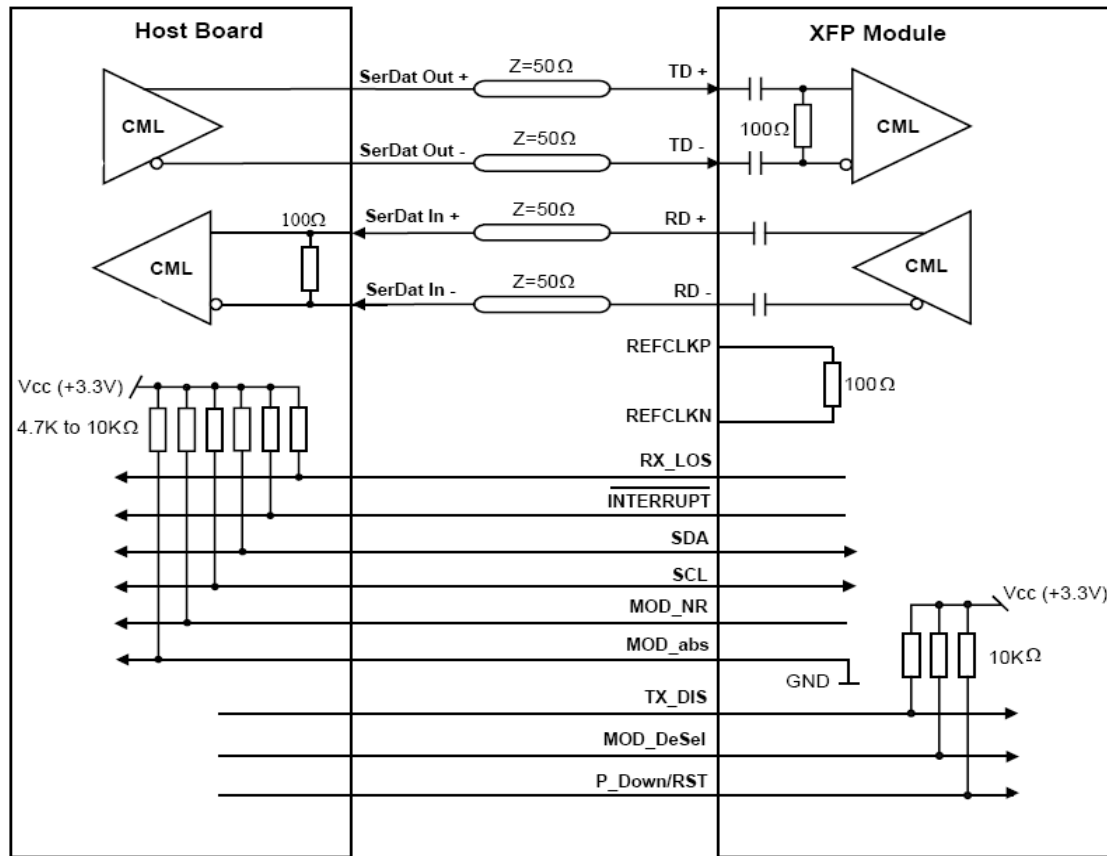 Host Board
XFP Module
SerDat Out +
Z=50Ω
TD +
CML
100Ω
CML
SerDat Out -
Z=50Ω
TD -
100Ω
SerDat In +
Z=50Ω
RD +
CML
CML
SerDat In -
Z=50Ω
RD -
REFCLKP
Vcc (+3.3V)
100Ω
4.7K to 10KΩ
REFCLKN
RX_LOS
INTERRUPT
SDA
SCL
Vcc (+3.3V)
MOD_NR
MOD_abs
10KΩ
GND
TX_DIS
MOD_DeSel
P_Down/RST